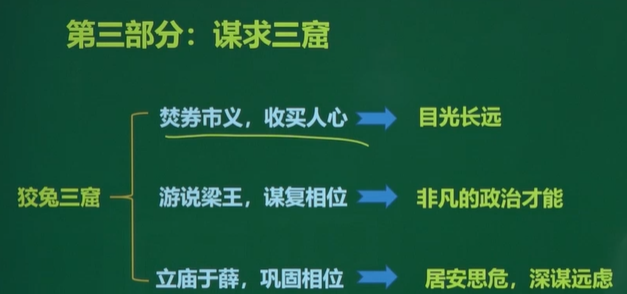 第三部分：谋求三窟
焚券市义，收买人心
目光长远
狡兔三窟
游说梁王，谋复相位
非凡的政治才能
立庙于薛，巩固相位
居安思危，深谋远虑